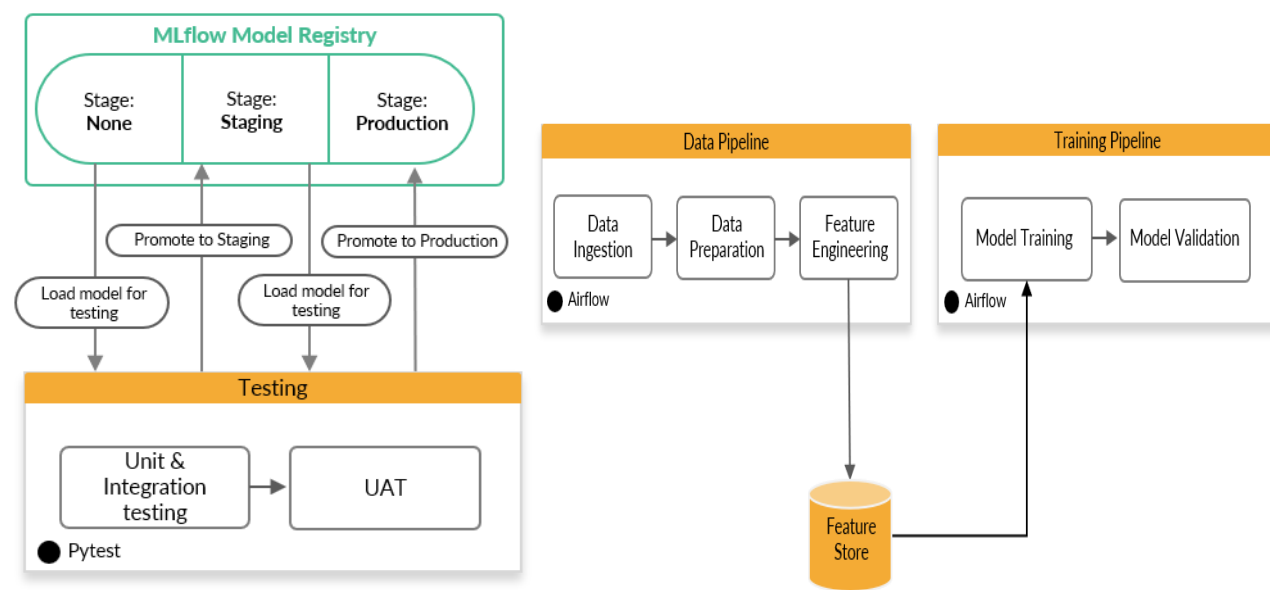 MLflow Model Registry
Stage:
None
Stage:
Staging
Stage:
Production
Promote to Staging
Promote to Production
Load model for
testing
Load model for
testing
Testing
Unit &
Integration
testing
UAT
Pytest
Data Pipeline
Data
Ingestion
Data
Preparation
Feature
Engineering
Airflow
Feature
Store
Training Pipeline
Model Training
Model Validation
Airflow